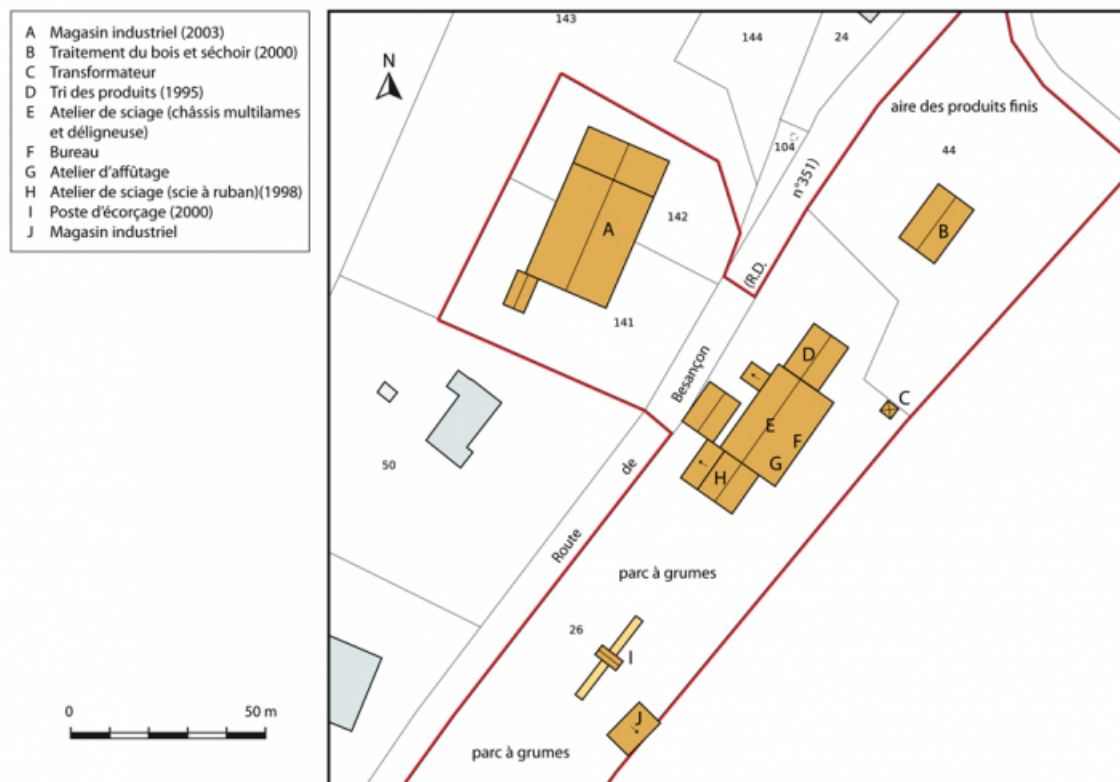 A Magasin industriel (2003)
B Traitement du bois et séchoir (2000)
C Transformateur
D Tri des produits (1995)
E Atelier de sciage (châssis multilames
et déligneuse)
F Bureau
G Atelier d'affûtage
H Atelier de sciage (scie à ruban)(1998)
I Poste d'écorçage (2000)
J Magasin industriel
N
143
144
24
104
142
141
50
44
26
aire des produits finis
A
B
C
D
E
F
G
H
I
J
Route de Besançon (R.D. n°351)
parc à grumes
parc à grumes
0 50 m